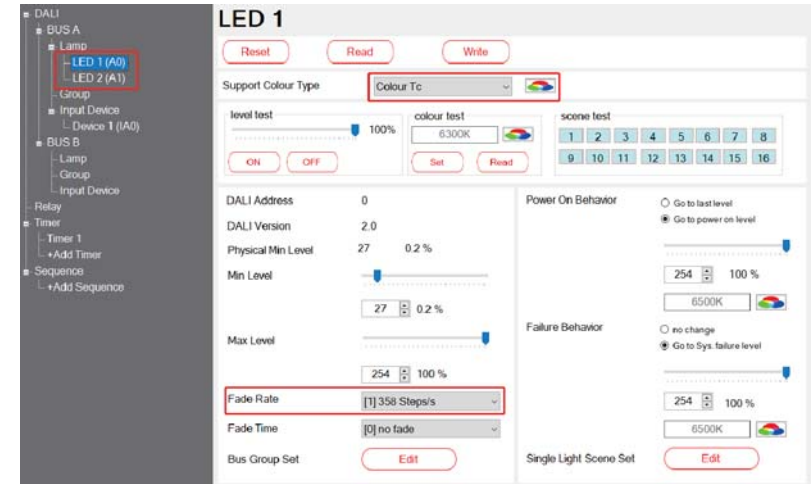 DALI
BUS A
Lamp
LED 1 (A0)
LED 2 (A1)
Group
Input Device
Device 1 (IA0)
BUS B
Lamp
Group
Input Device
Relay
Timer
Timer 1
+Add Timer
Sequence
+Add Sequence
LED 1
Reset Read Write
Support Colour Type Colour Tc
level test colour test scene test
100% 6300K 1 2 3 4 5 6 7 8
ON OFF Set Read 9 10 11 12 13 14 15 16
DALI Address 0
DALI Version 2.0
Physical Min Level 27 0.2 %
Min Level
27 0.2 %
Max Level
254 100 %
Fade Rate [1] 358 Steps/s
Fade Time [0] no fade
Bus Group Set Edit
Power On Behavior Go to last level
Go to power on level
254 100 %
6500K
Failure Behavior no change
Go to Sys. failure level
254 100 %
6500K
Single Light Scene Set Edit